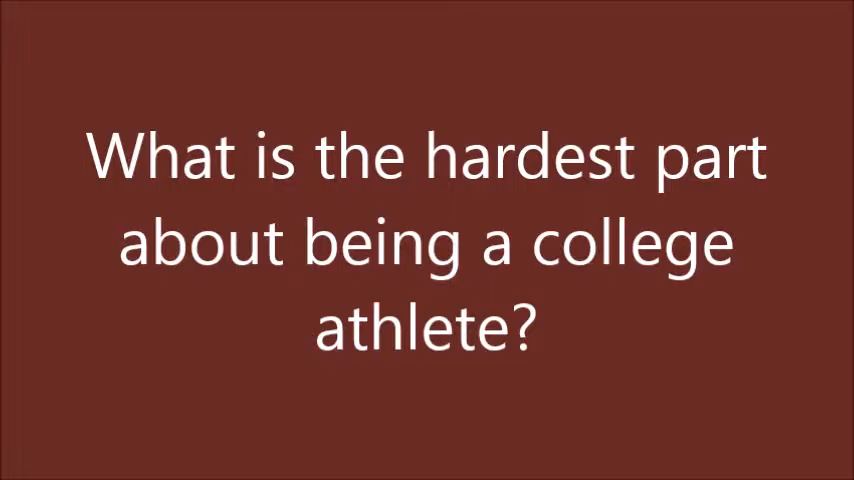 What is the hardest part
about being a college
athlete?